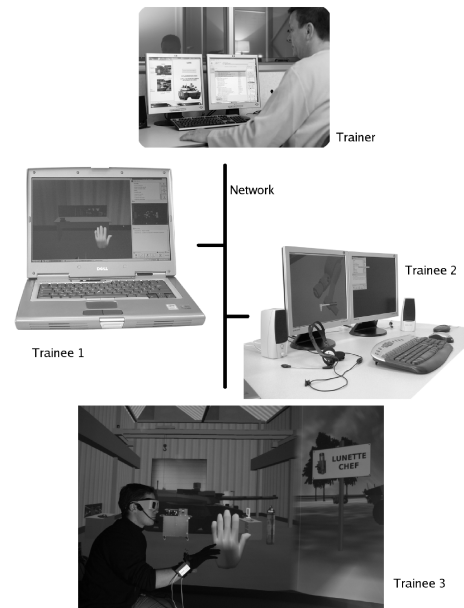 Trainer
Network
Trainee 2
DELL
Trainee 1
LUNETTE
CHEF
Trainee 3